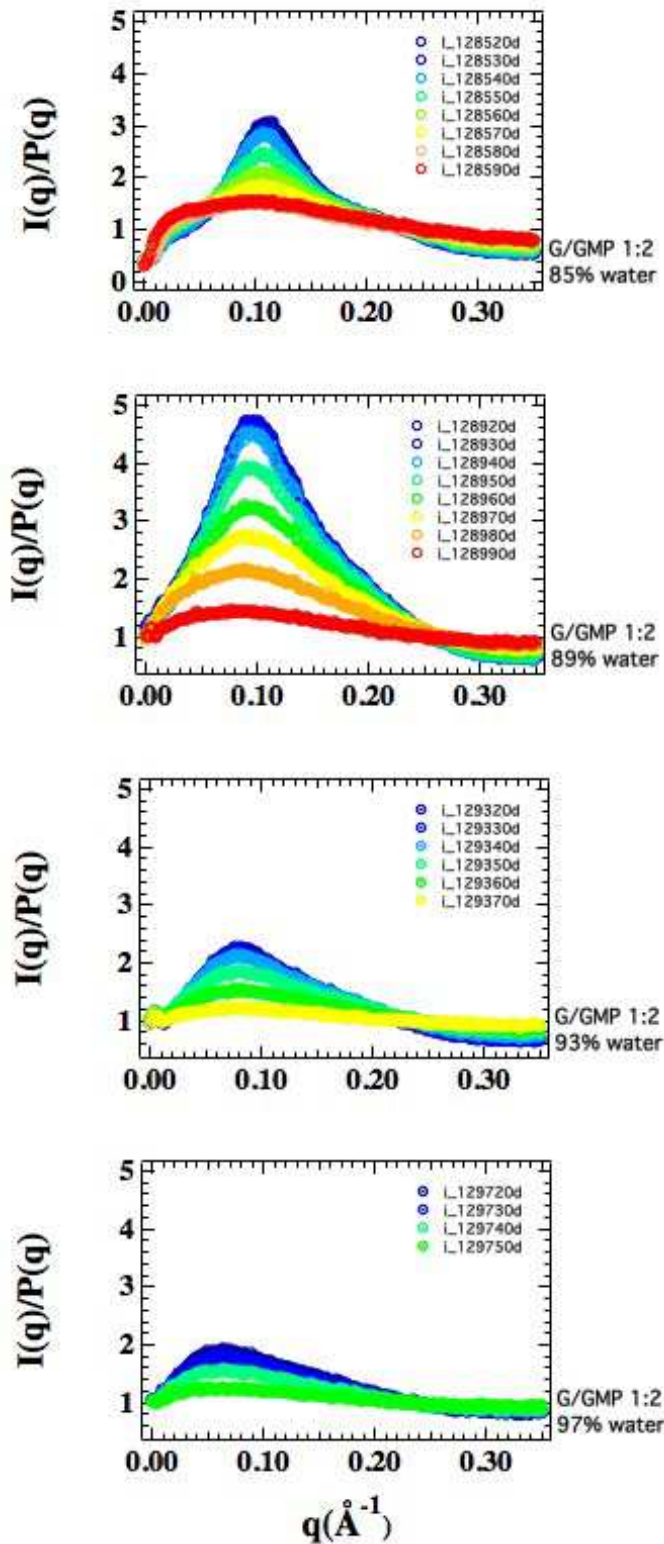 I(q)/P(q)
5
4
3
2
1
0
0.00 0.10 0.20 0.30
i_128520d
i_128530d
i_128540d
i_128550d
i_128560d
i_128570d
i_128580d
i_128590d
G/GMP 1:2
85% water
I(q)/P(q)
5
4
3
2
1
0.00 0.10 0.20 0.30
i_128920d
i_128930d
i_128940d
i_128950d
i_128960d
i_128970d
i_128980d
i_128990d
G/GMP 1:2
89% water
I(q)/P(q)
5
4
3
2
1
0.00 0.10 0.20 0.30
i_129320d
i_129330d
i_129340d
i_129350d
i_129360d
i_129370d
G/GMP 1:2
93% water
I(q)/P(q)
5
4
3
2
1
0.00 0.10 0.20 0.30
i_129720d
i_129730d
i_129740d
i_129750d
G/GMP 1:2
97% water
q(Å⁻¹)